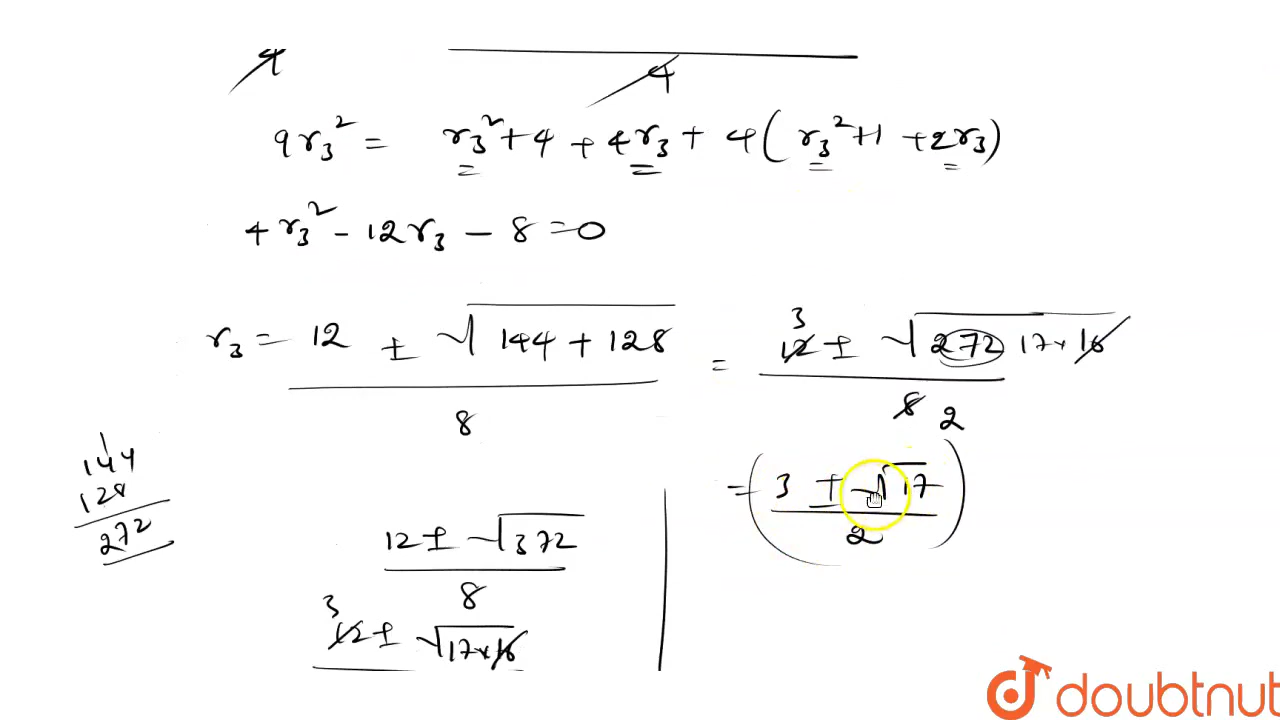 4 4
9r₃² = r₃² + 4 + 4r₃ + 4(r₃² + 1 + 2r₃)
4r₃² - 12r₃ - 8 = 0
r₃ = 12 ± √144 + 128 / 8 = 3 12 ± √272 17 × 16 / 8 2
144
128
272
= (3 ± √17 / 2)
12 ± √372 / 8
3 12 ± √17 × 16
doubtnut